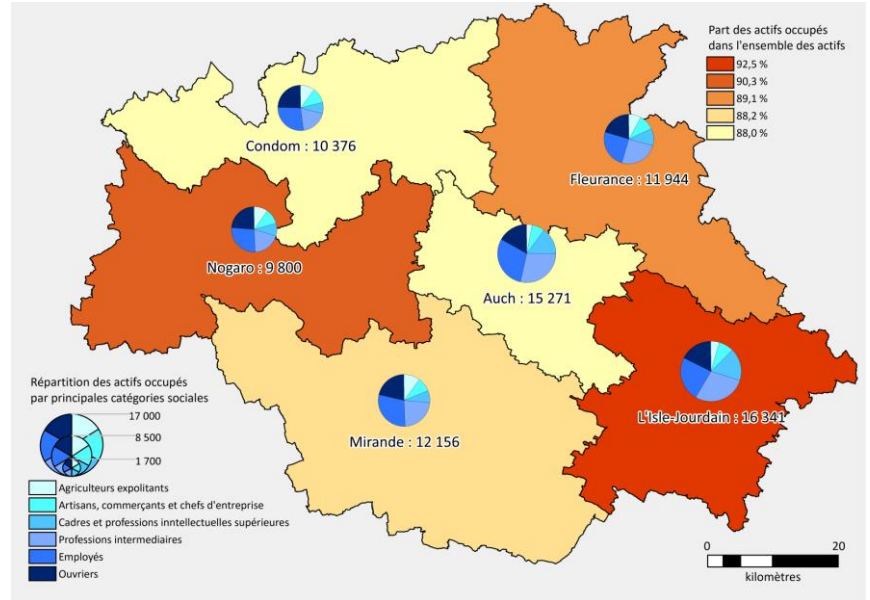 Part des actifs occupés
dans l'ensemble des actifs
92,5 %
90,3 %
89,1 %
88,2 %
88,0 %
Condom : 10 376
Fleurance : 11 944
Nogaro : 9 800
Auch : 15 271
L'Isle-Jourdain : 16 341
Mirande : 12 156
Répartition des actifs occupés
par principales catégories sociales
17 000
8 500
1 700
Agriculteurs expolitants
Artisans, commerçants et chefs d'entreprise
Cadres et professions inntellectuelles supérieures
Professions intermediaires
Employés
Ouvriers
0 20
kilomètres